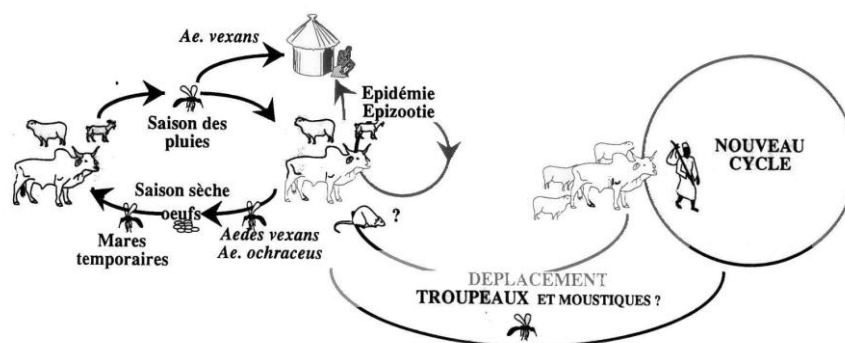 Ae. vexans
Epidémie
Epizootie
Saison des
pluies
NOUVEAU
CYCLE
Saison sèche
oeufs
?
Mares
temporaires
Aedes vexans
Ae. ochraceus
DEPLACEMENT
TROUPEAUX ET MOUSTIQUES ?